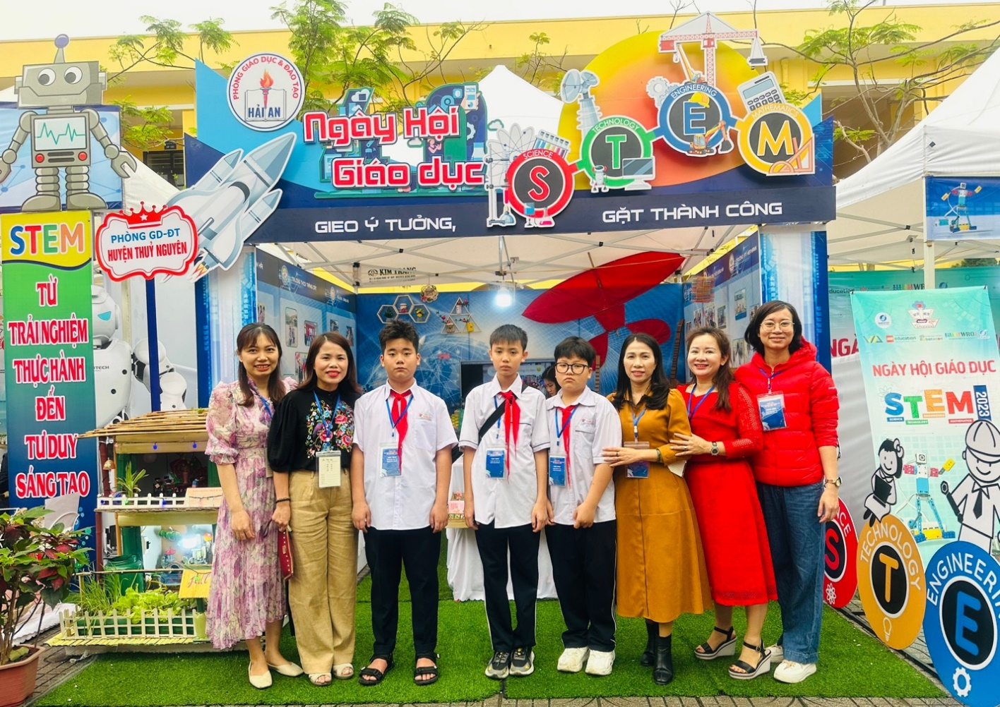 PHÒNG GIÁO DỤC & ĐÀO TẠO
HẢI AN
Ngày Hội
Giáo dục
SCIENCE
S
TECHNOLOGY
T
ENGINEERING
E
MATHEMATICS
M
GIEO Ý TƯỞNG,
GẶT THÀNH CÔNG
STEM
TỪ
TRẢI NGHIỆM
THỰC HÀNH
ĐẾN
TƯ DUY
SÁNG TẠO
PHÒNG GD-ĐT
HUYỆN THUỶ NGUYÊN
KIM TRANG
NGÀY HỘI GIÁO DỤC
STEM
2023
S
TECHNOLOGY
T
ENGINEERI
E